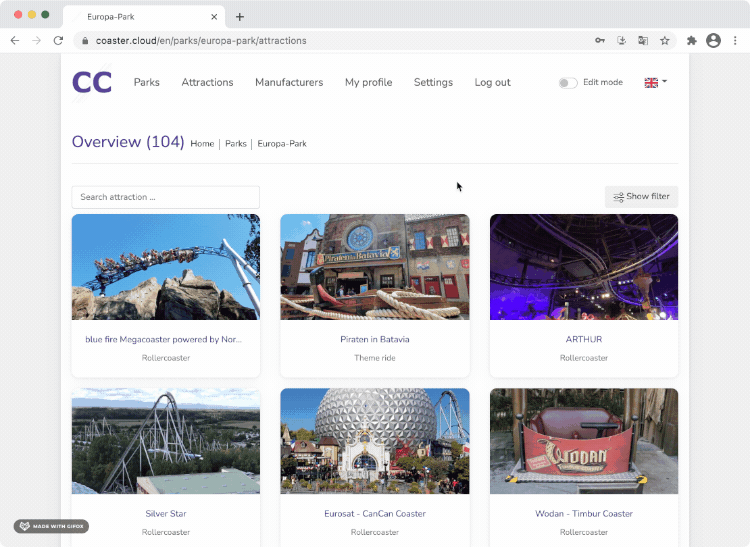 Europa-Park
coaster.cloud/en/parks/europa-park/attractions
CC
Parks
Attractions
Manufacturers
My profile
Settings
Log out
Edit mode
Overview (104)
Home | Parks | Europa-Park
Search attraction ...
Show filter
Piraten in Batavia
blue fire Megacoaster powered by Nor...
Rollercoaster
Piraten in Batavia
Theme ride
ARTHUR
Rollercoaster
WODAN
Silver Star
Rollercoaster
Eurosat - CanCan Coaster
Rollercoaster
Wodan - Timbur Coaster
Rollercoaster
MADE WITH GIFOX